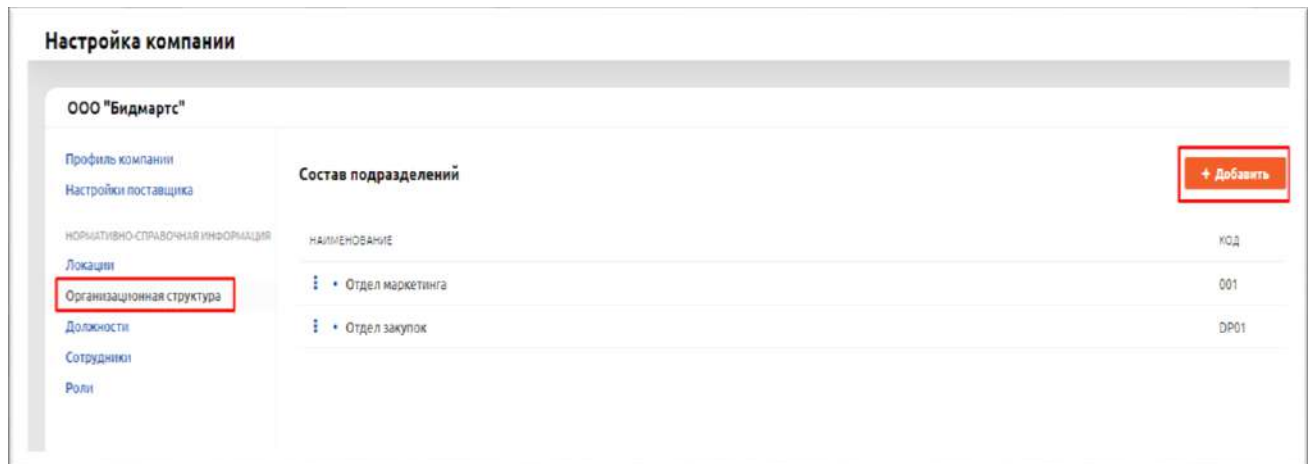 Настройка компании
ООО "Бидмартс"
Профиль компании
Настройки поставщика
НОРМАТИВНО-СПРАВОЧНАЯ ИНФОРМАЦИЯ
Локации
Организационная структура
Должности
Сотрудники
Роли
Состав подразделений
+ Добавить
НАИМЕНОВАНИЕ КОД
Отдел маркетинга 001
Отдел закупок DP01